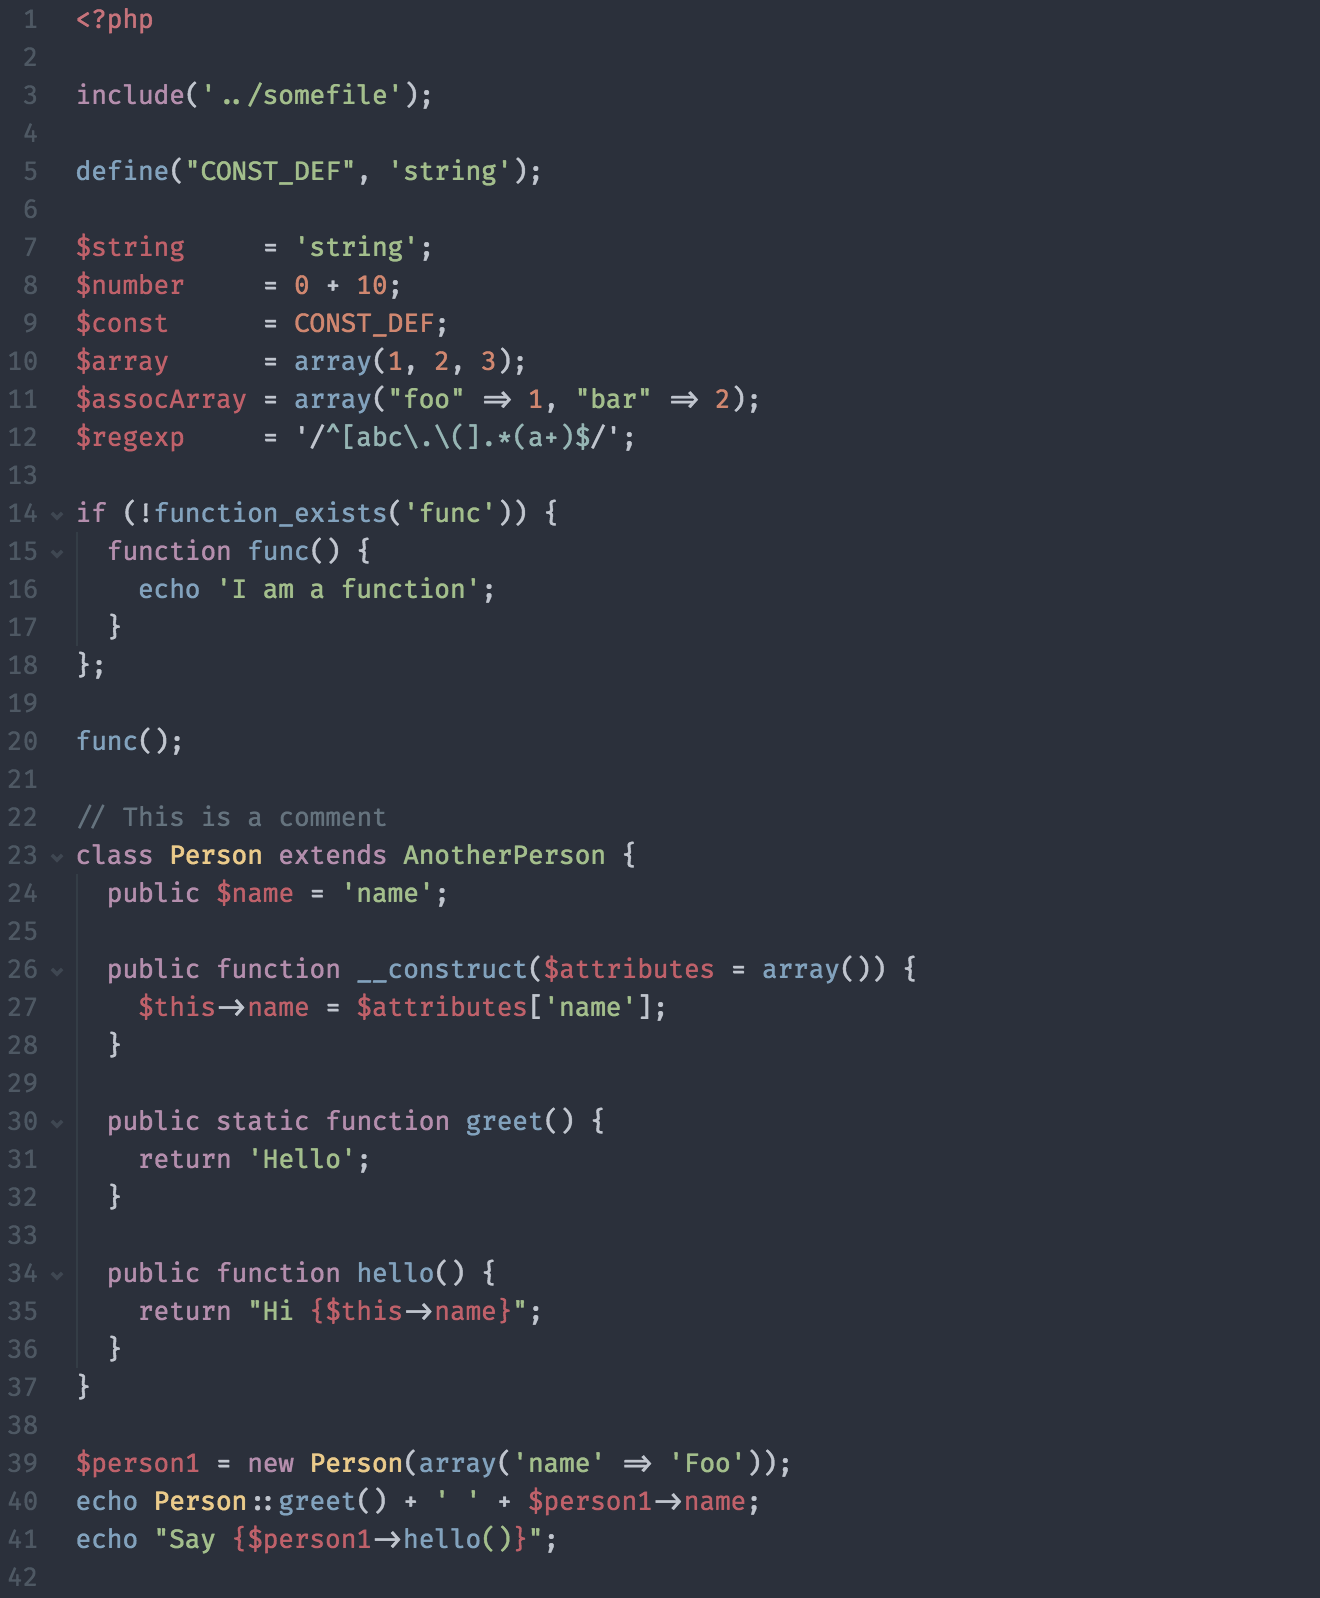 1 <?php
2
3 include('../somefile');
4
5 define("CONST_DEF", 'string');
6
7 $string     = 'string';
8 $number     = 0 + 10;
9 $const      = CONST_DEF;
10 $array      = array(1, 2, 3);
11 $assocArray = array("foo" => 1, "bar" => 2);
12 $regexp     = '/^[abc\.\(].*(a+)$/';
13
14 if (!function_exists('func')) {
15   function func() {
16     echo 'I am a function';
17   }
18 };
19
20 func();
21
22 // This is a comment
23 class Person extends AnotherPerson {
24   public $name = 'name';
25
26   public function __construct($attributes = array()) {
27     $this->name = $attributes['name'];
28   }
29
30   public static function greet() {
31     return 'Hello';
32   }
33
34   public function hello() {
35     return "Hi {$this->name}";
36   }
37 }
38
39 $person1 = new Person(array('name' => 'Foo'));
40 echo Person::greet() + ' ' + $person1->name;
41 echo "Say {$person1->hello()}";
42